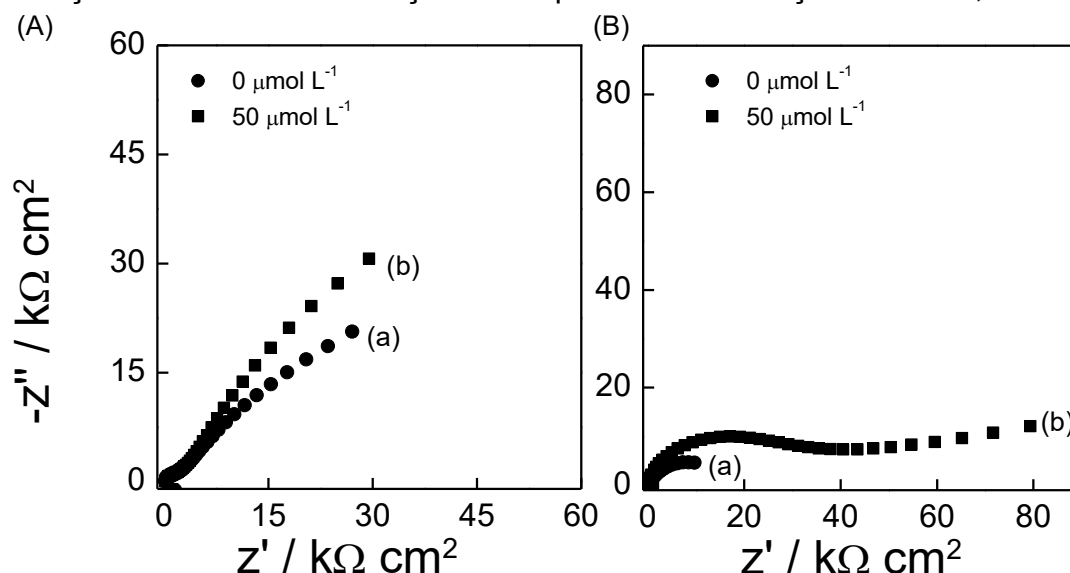 (A)
60
45
30
15
0
-z" / kΩ cm²
0 μmol L⁻¹
50 μmol L⁻¹
(b)
(a)
0 15 30 45 60
z' / kΩ cm²
(B)
80
60
40
20
0
0 μmol L⁻¹
50 μmol L⁻¹
(b)
(a)
0 20 40 60 80
z' / kΩ cm²